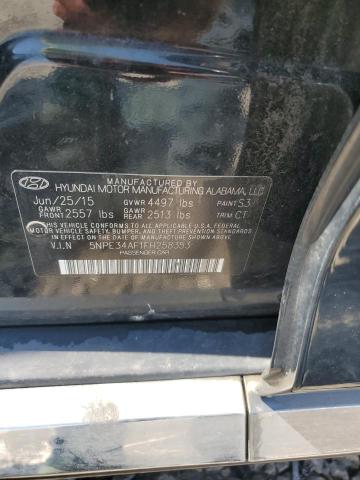 MANUFACTURED BY
HYUNDAI MOTOR MANUFACTURING ALABAMA, LLC
Jun/25/15 GVWR 4497 lbs PAINT S3
GAWR FRONT 2557 lbs GAWR REAR 2513 lbs TRIM CT
THIS VEHICLE CONFORMS TO ALL APPLICABLE FEDERAL
MOTOR VEHICLE SAFETY, BUMPER, AND THEFT PREVENTION STANDARDS
IN EFFECT ON THE DATE OF MANUFACTURE SHOWN ABOVE.
V.I.N 5NPE34AF1FH258353
PASSENGER CAR